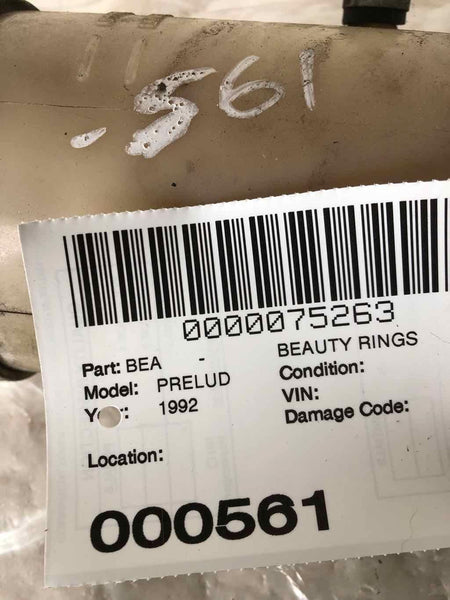 561
0000075263
Part: BEA - BEAUTY RINGS
Model: PRELUD Condition:
1992 VIN:
Damage Code:
Location:
000561